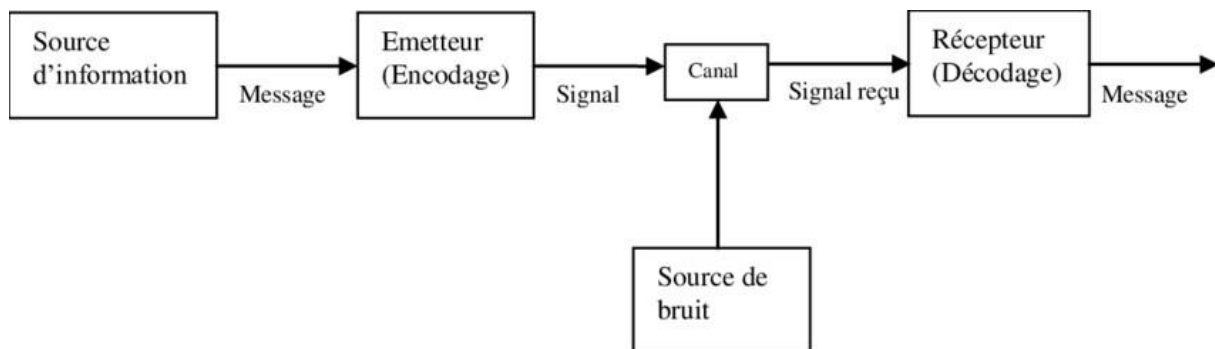 Source
d'information
Message
Emetteur
(Encodage)
Signal
Canal
Signal reçu
Récepteur
(Décodage)
Message
Source de
bruit